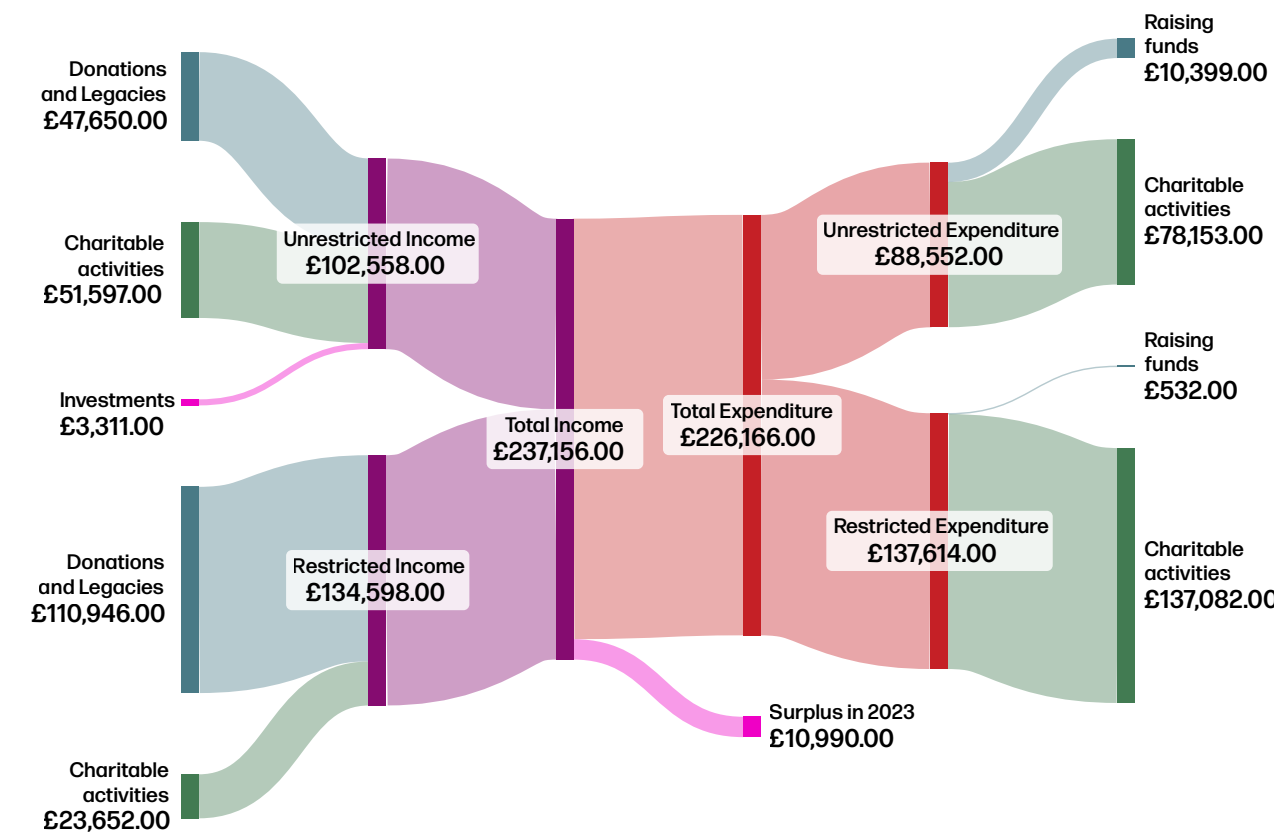 Donations
and Legacies
£47,650.00
Charitable
activities
£51,597.00
Investments
£3,311.00
Donations
and Legacies
£110,946.00
Charitable
activities
£23,652.00
Unrestricted Income
£102,558.00
Restricted Income
£134,598.00
Total Income
£237,156.00
Total Expenditure
£226,166.00
Surplus in 2023
£10,990.00
Unrestricted Expenditure
£88,552.00
Restricted Expenditure
£137,614.00
Raising
funds
£10,399.00
Charitable
activities
£78,153.00
Raising
funds
£532.00
Charitable
activities
£137,082.00